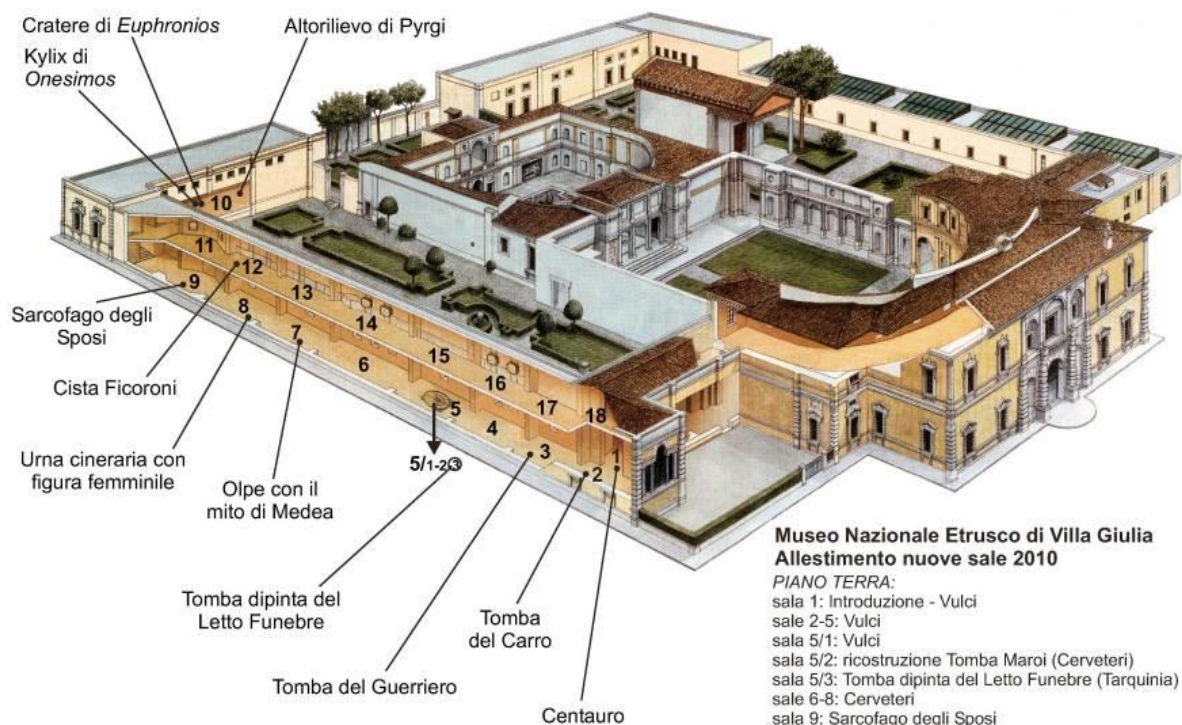 Cratere di Euphronios
Altorilievo di Pyrgi
Kylix di
Onesimos
10
11
12
9
13
8
14
7
15
6
16
5
17
18
4
3
1
2
5/1-2-3
Sarcofago degli
Sposi
Cista Ficoroni
Urna cineraria con
figura femminile
Olpe con il
mito di Medea
Tomba dipinta del
Letto Funebre
Tomba
del Carro
Tomba del Guerriero
Centauro
Museo Nazionale Etrusco di Villa Giulia
Allestimento nuove sale 2010
PIANO TERRA:
sala 1: Introduzione - Vulci
sale 2-5: Vulci
sala 5/1: Vulci
sala 5/2: ricostruzione Tomba Maroi (Cerveteri)
sala 5/3: Tomba dipinta del Letto Funebre (Tarquinia)
sale 6-8: Cerveteri
sala 9: Sarcofago degli Sposi